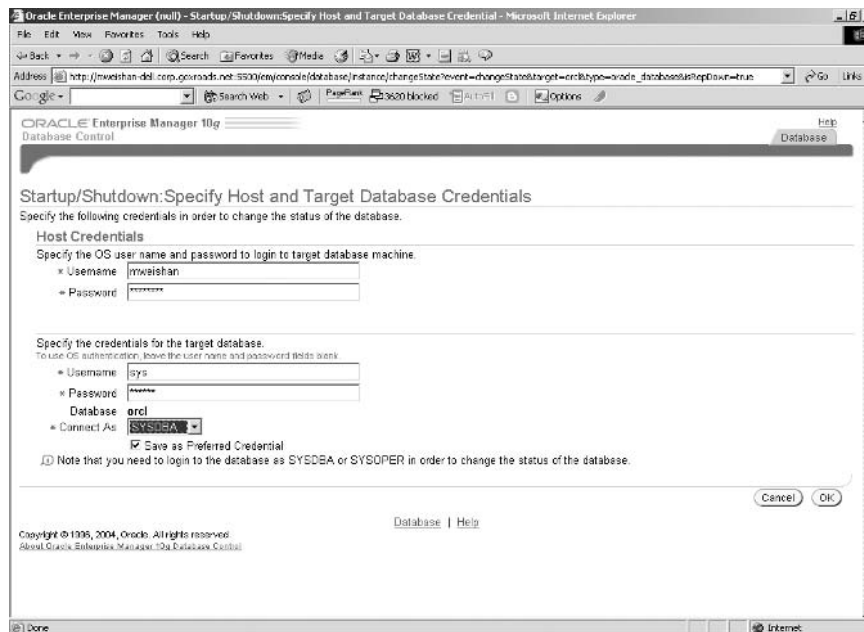 Oracle Enterprise Manager (null) - Startup/Shutdown:Specify Host and Target Database Credential - Microsoft Internet Explorer
File Edit View Favorites Tools Help
Back Search Favorites Media
Address http://mweishan-dell.corp.goxroads.net:5500/em/console/database/instance/changeState?event=changeState&target=orcl&type=oracle_database&isRepDown=true Go Links
Google Search Web PageRank 3620 blocked AutoFill Options
ORACLE Enterprise Manager 10g
Database Control
Help
Database
Startup/Shutdown:Specify Host and Target Database Credentials
Specify the following credentials in order to change the status of the database.
Host Credentials
Specify the OS user name and password to login to target database machine.
* Username mweishan
* Password ********
Specify the credentials for the target database.
To use OS authentication, leave the user name and password fields blank
* Username sys
* Password ******
Database orcl
* Connect As SYSDBA
Save as Preferred Credential
Note that you need to login to the database as SYSDBA or SYSOPER in order to change the status of the database.
Cancel OK
Database | Help
Copyright © 1996, 2004, Oracle. All rights reserved.
About Oracle Enterprise Manager 10g Database Control
Done Internet